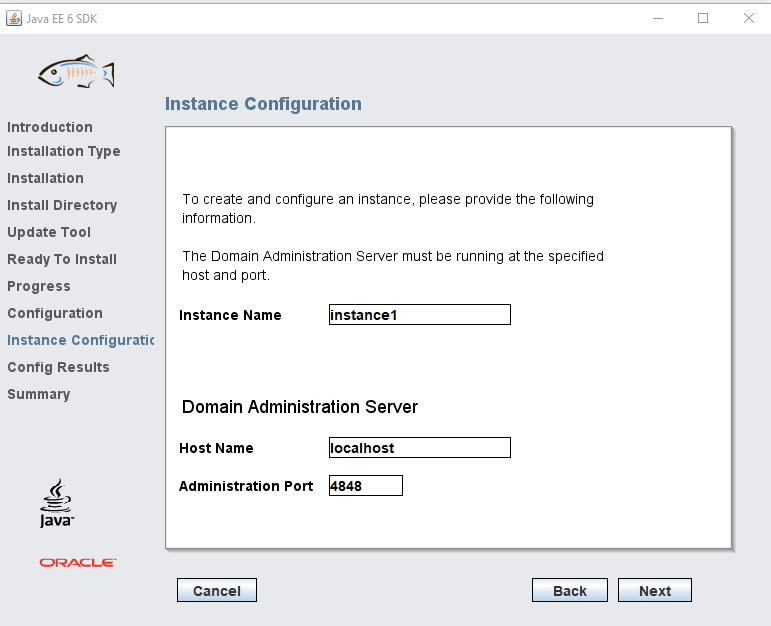 Java EE 6 SDK
Introduction
Installation Type
Installation
Install Directory
Update Tool
Ready To Install
Progress
Configuration
Instance Configuratic
Config Results
Summary
Java
ORACLE
Instance Configuration
To create and configure an instance, please provide the following
information.
The Domain Administration Server must be running at the specified
host and port.
Instance Name instance1
Domain Administration Server
Host Name localhost
Administration Port 4848
Cancel Back Next